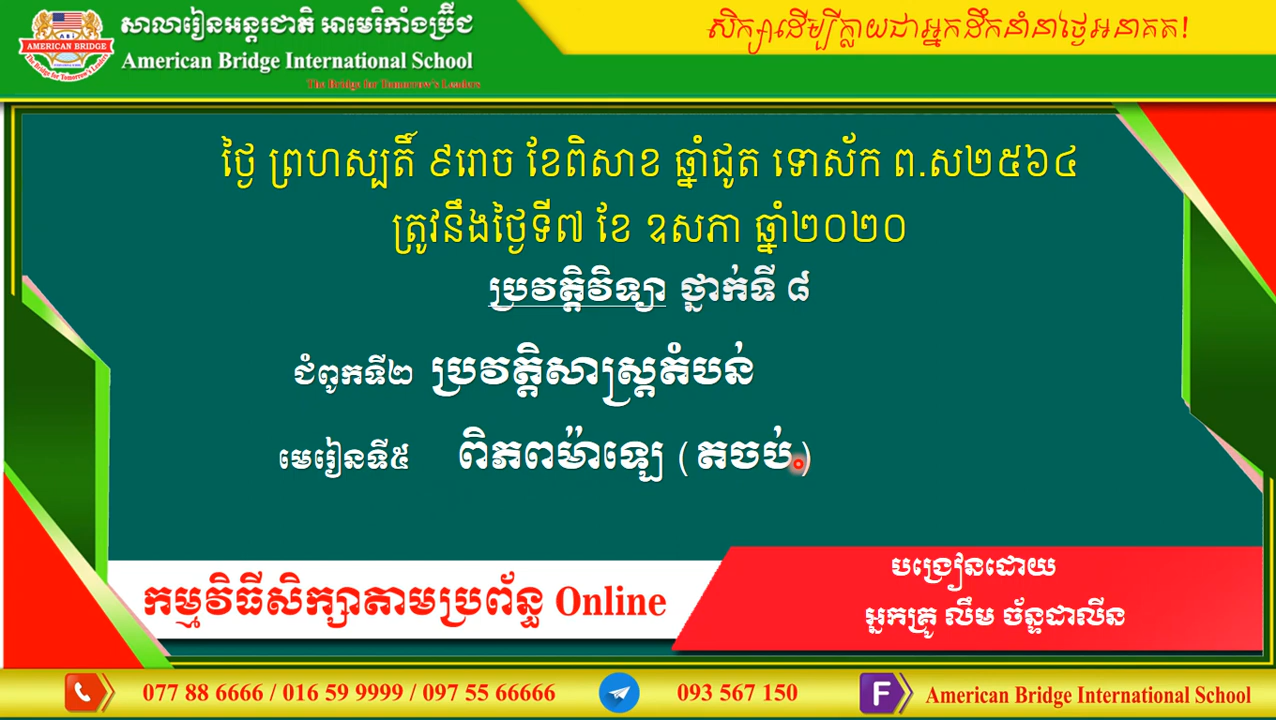 សាលារៀនអន្តរជាតិ អាមេរិកាំងប្រ៊ីជ
American Bridge International School
The Bridge for Tomorrow's Leaders
សិក្សាដើម្បីក្លាយជាអ្នកដឹកនាំនាថ្ងៃអនាគត!
ABI
AMERICAN BRIDGE
The Bridge for Tomorrow's Leaders
ថ្ងៃ ព្រហស្បតិ៍ ៩រោច ខែពិសាខ ឆ្នាំជូត ទោស័ក ព.ស២៥៦៤
ត្រូវនឹងថ្ងៃទី៧ ខែ ឧសភា ឆ្នាំ២០២០
ប្រវត្តិវិទ្យា ថ្នាក់ទី ៨
ជំពូកទី២ ប្រវត្តិសាស្ត្រតំបន់
មេរៀនទី៥ ពិភពម៉ាឡេ (តចប់)
កម្មវិធីសិក្សាតាមប្រព័ន្ធ Online
បង្រៀនដោយ
អ្នកគ្រូ លឹម ច័ន្ទដាលីន
077 88 6666 / 016 59 9999 / 097 55 66666
093 567 150
F American Bridge International School